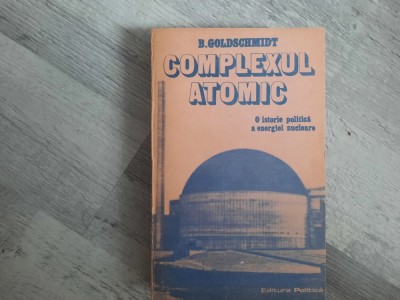 B. GOLDSCHMIDT
COMPLEXUL
ATOMIC
O istorie politică
a energiei nucleare
Editura Politică